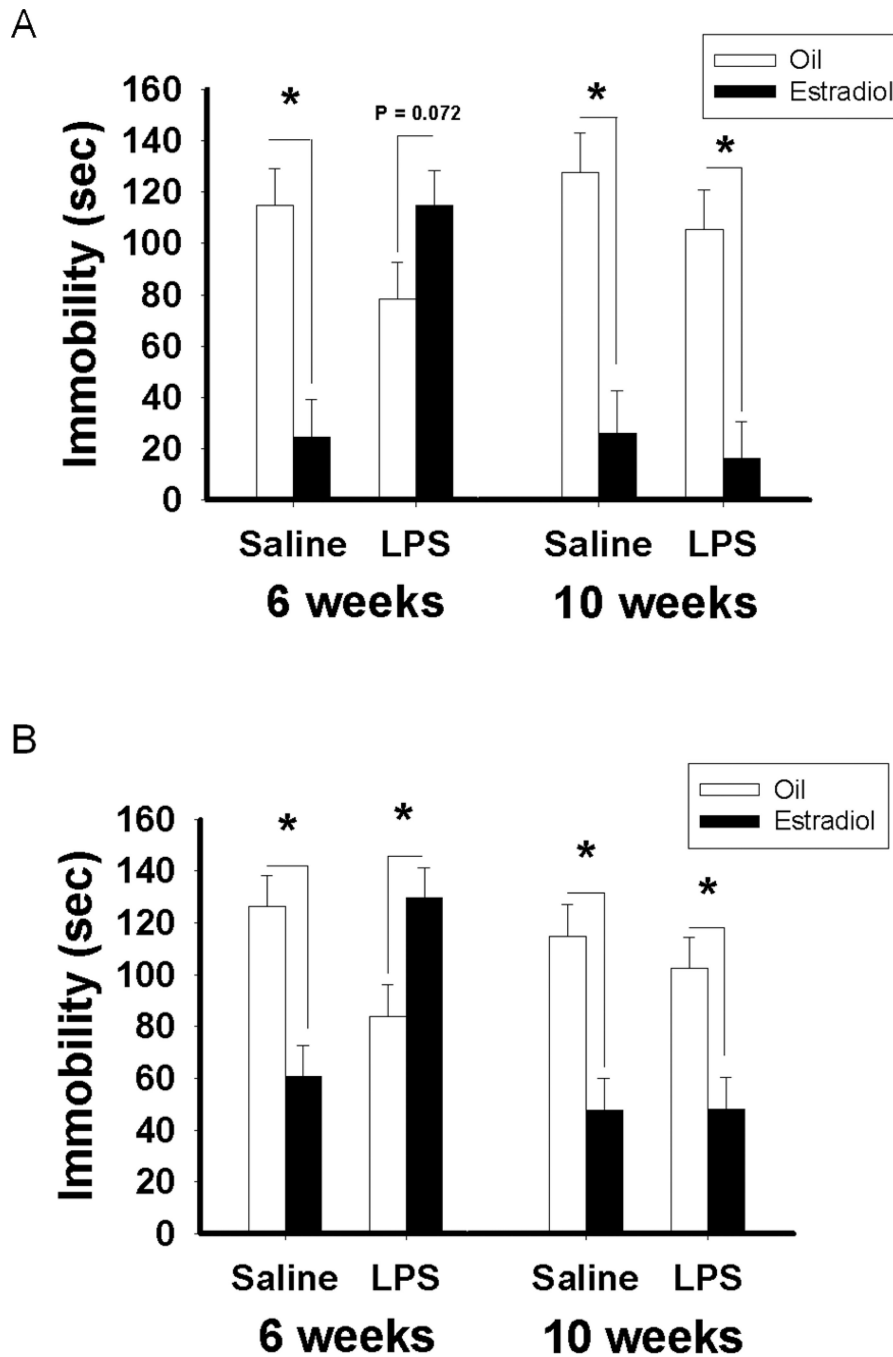 A
Oil
Estradiol
*
P = 0.072
*
*
160
140
120
100
80
60
40
20
0
Immobility (sec)
Saline LPS Saline LPS
6 weeks 10 weeks
B
Oil
Estradiol
*
*
*
*
160
140
120
100
80
60
40
20
0
Immobility (sec)
Saline LPS Saline LPS
6 weeks 10 weeks